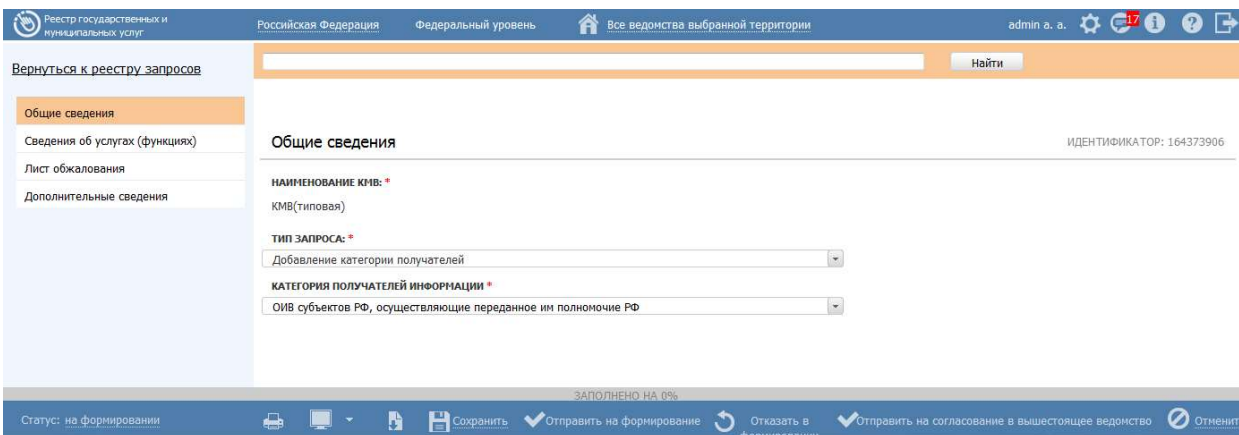 Реестр государственных и
муниципальных услуг
Российская Федерация
Федеральный уровень
Все ведомства выбранной территории
admin a. a.
17
Вернуться к реестру запросов
Найти
Общие сведения
Сведения об услугах (функциях)
Лист обжалования
Дополнительные сведения
Общие сведения
ИДЕНТИФИКАТОР: 164373906
НАИМЕНОВАНИЕ КМВ: *
КМВ(типовая)
ТИП ЗАПРОСА: *
Добавление категории получателей
КАТЕГОРИЯ ПОЛУЧАТЕЛЕЙ ИНФОРМАЦИИ *
ОИВ субъектов РФ, осуществляющие переданное им полномочие РФ
ЗАПОЛНЕНО НА 0%
Статус: на формировании
Сохранить
Отправить на формирование
Отказать в
Отправить на согласование в вышестоящее ведомство
Отменит